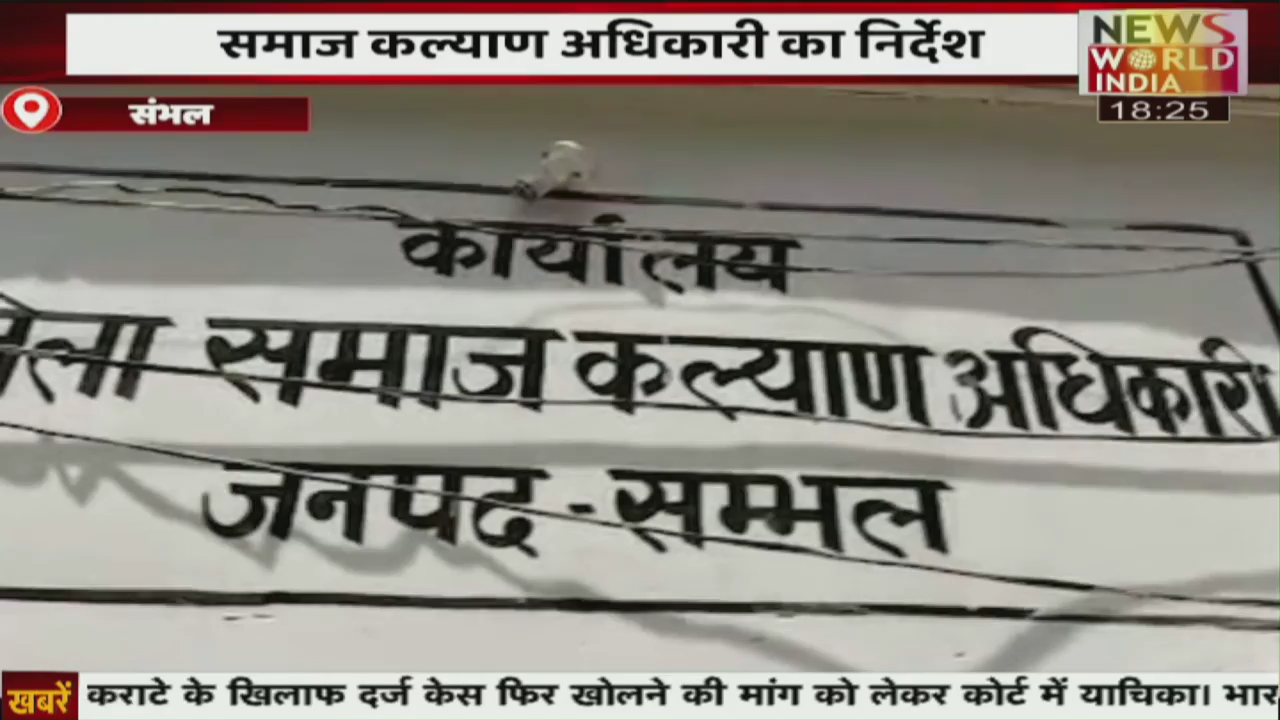 समाज कल्याण अधिकारी का निर्देश
NEWS
WORLD
INDIA
18:25
संभल
कार्यालय
समाज कल्याण अधिकारी
जनपद - सम्भल
खबरें
कराटे के खिलाफ दर्ज केस फिर खोलने की मांग को लेकर कोर्ट में याचिका। भार